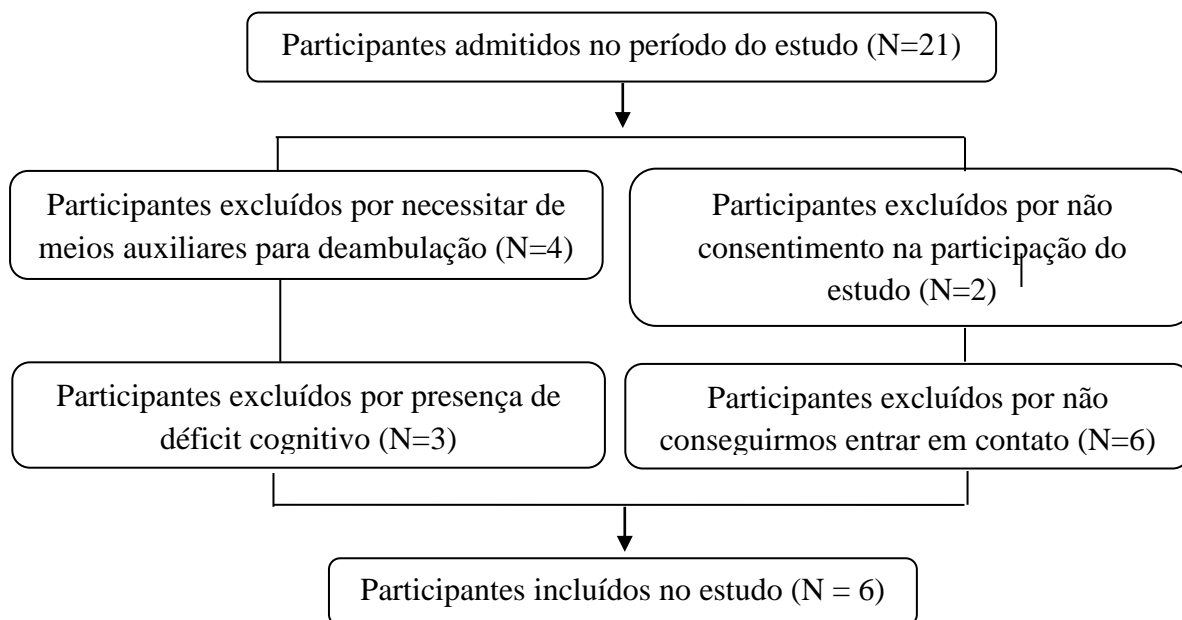 Participantes admitidos no período do estudo (N=21)
Participantes excluídos por necessitar de
meios auxiliares para deambulação (N=4)
Participantes excluídos por não
consentimento na participação do
estudo (N=2)
Participantes excluídos por presença de
déficit cognitivo (N=3)
Participantes excluídos por não
conseguirmos entrar em contato (N=6)
Participantes incluídos no estudo (N = 6)